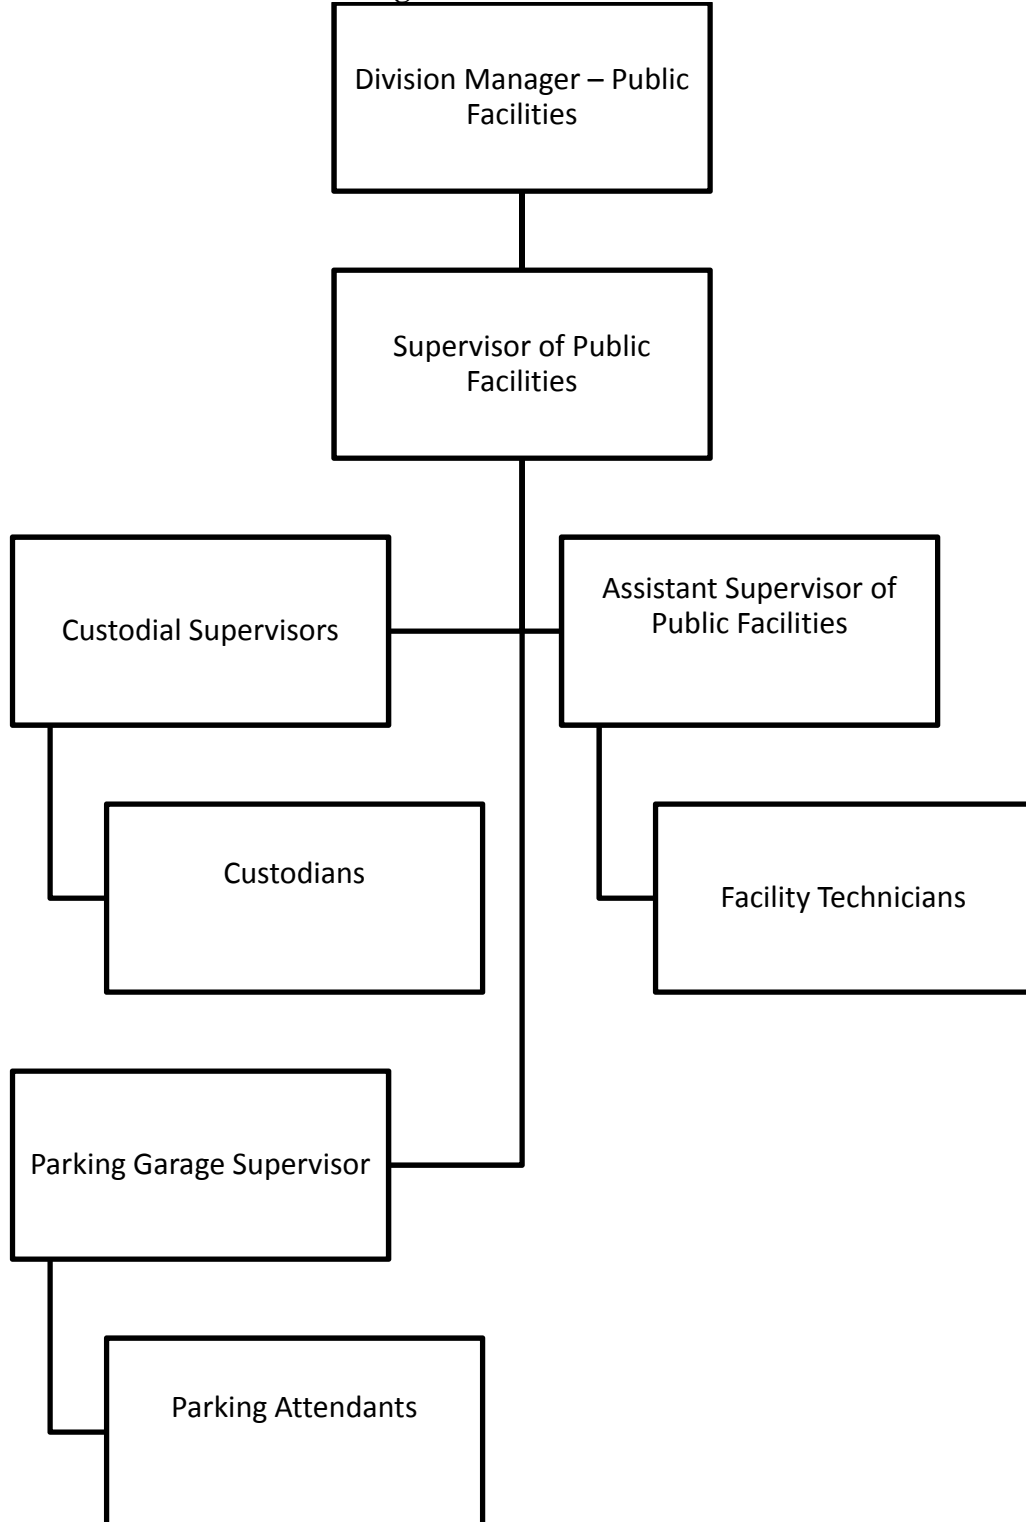 Division Manager – Public
Facilities
Supervisor of Public
Facilities
Custodial Supervisors
Assistant Supervisor of
Public Facilities
Custodians
Facility Technicians
Parking Garage Supervisor
Parking Attendants